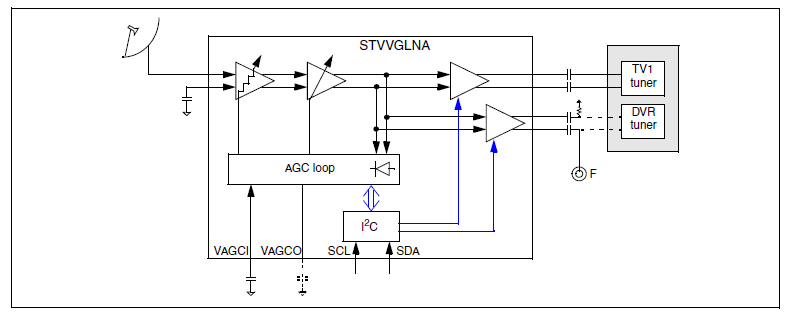 STVVGLNA
TV1
tuner
DVR
tuner
AGC loop
F
I²C
VAGCI VAGCO SCL SDA